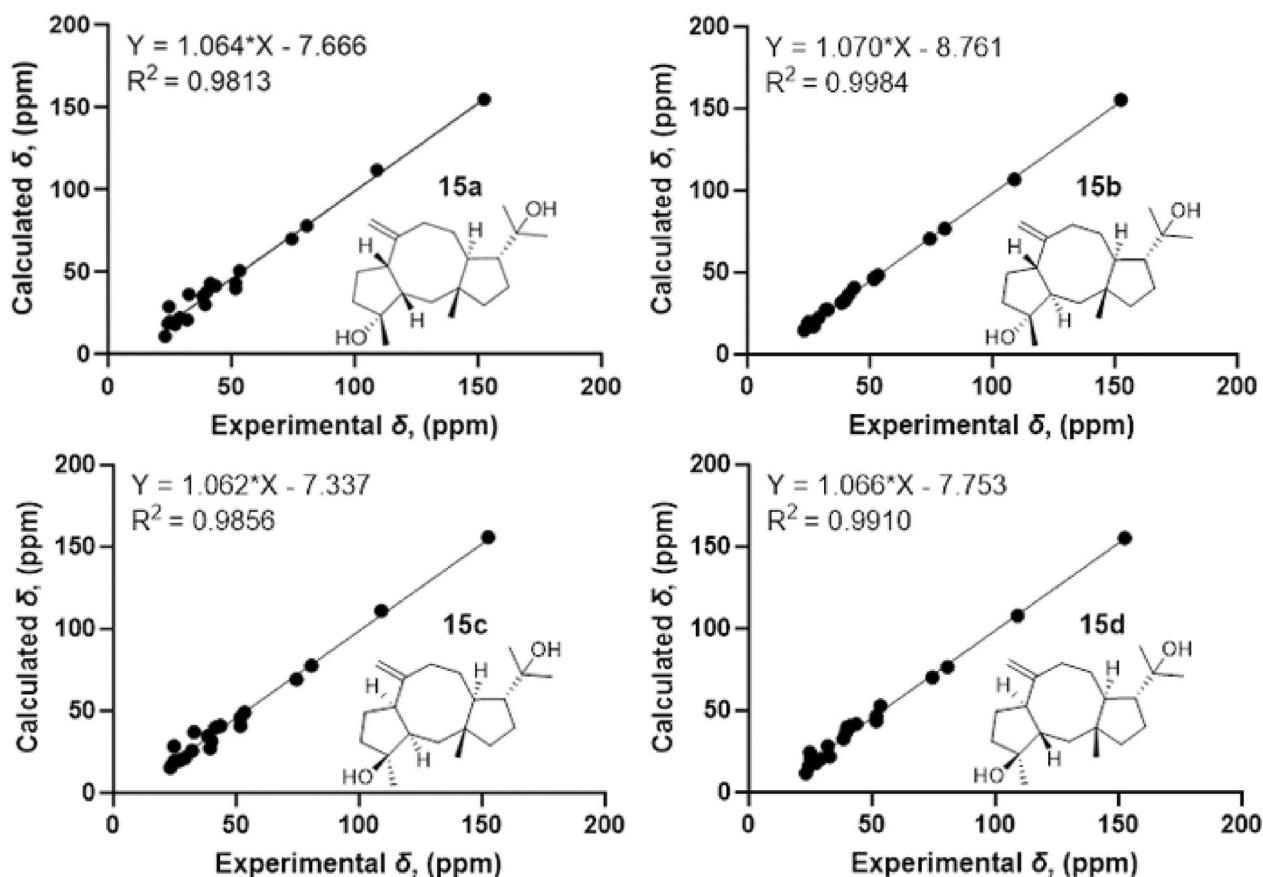 Y = 1.064*X - 7.666
R² = 0.9813
15a
H
H
H
OH
HO
Calculated δ, (ppm)
200
150
100
50
0
0 50 100 150 200
Experimental δ, (ppm)
Y = 1.070*X - 8.761
R² = 0.9984
15b
H
H
H
OH
HO
Calculated δ, (ppm)
200
150
100
50
0
0 50 100 150 200
Experimental δ, (ppm)
Y = 1.062*X - 7.337
R² = 0.9856
15c
H
H
H
OH
HO
Calculated δ, (ppm)
200
150
100
50
0
0 50 100 150 200
Experimental δ, (ppm)
Y = 1.066*X - 7.753
R² = 0.9910
15d
H
H
H
OH
HO
Calculated δ, (ppm)
200
150
100
50
0
0 50 100 150 200
Experimental δ, (ppm)